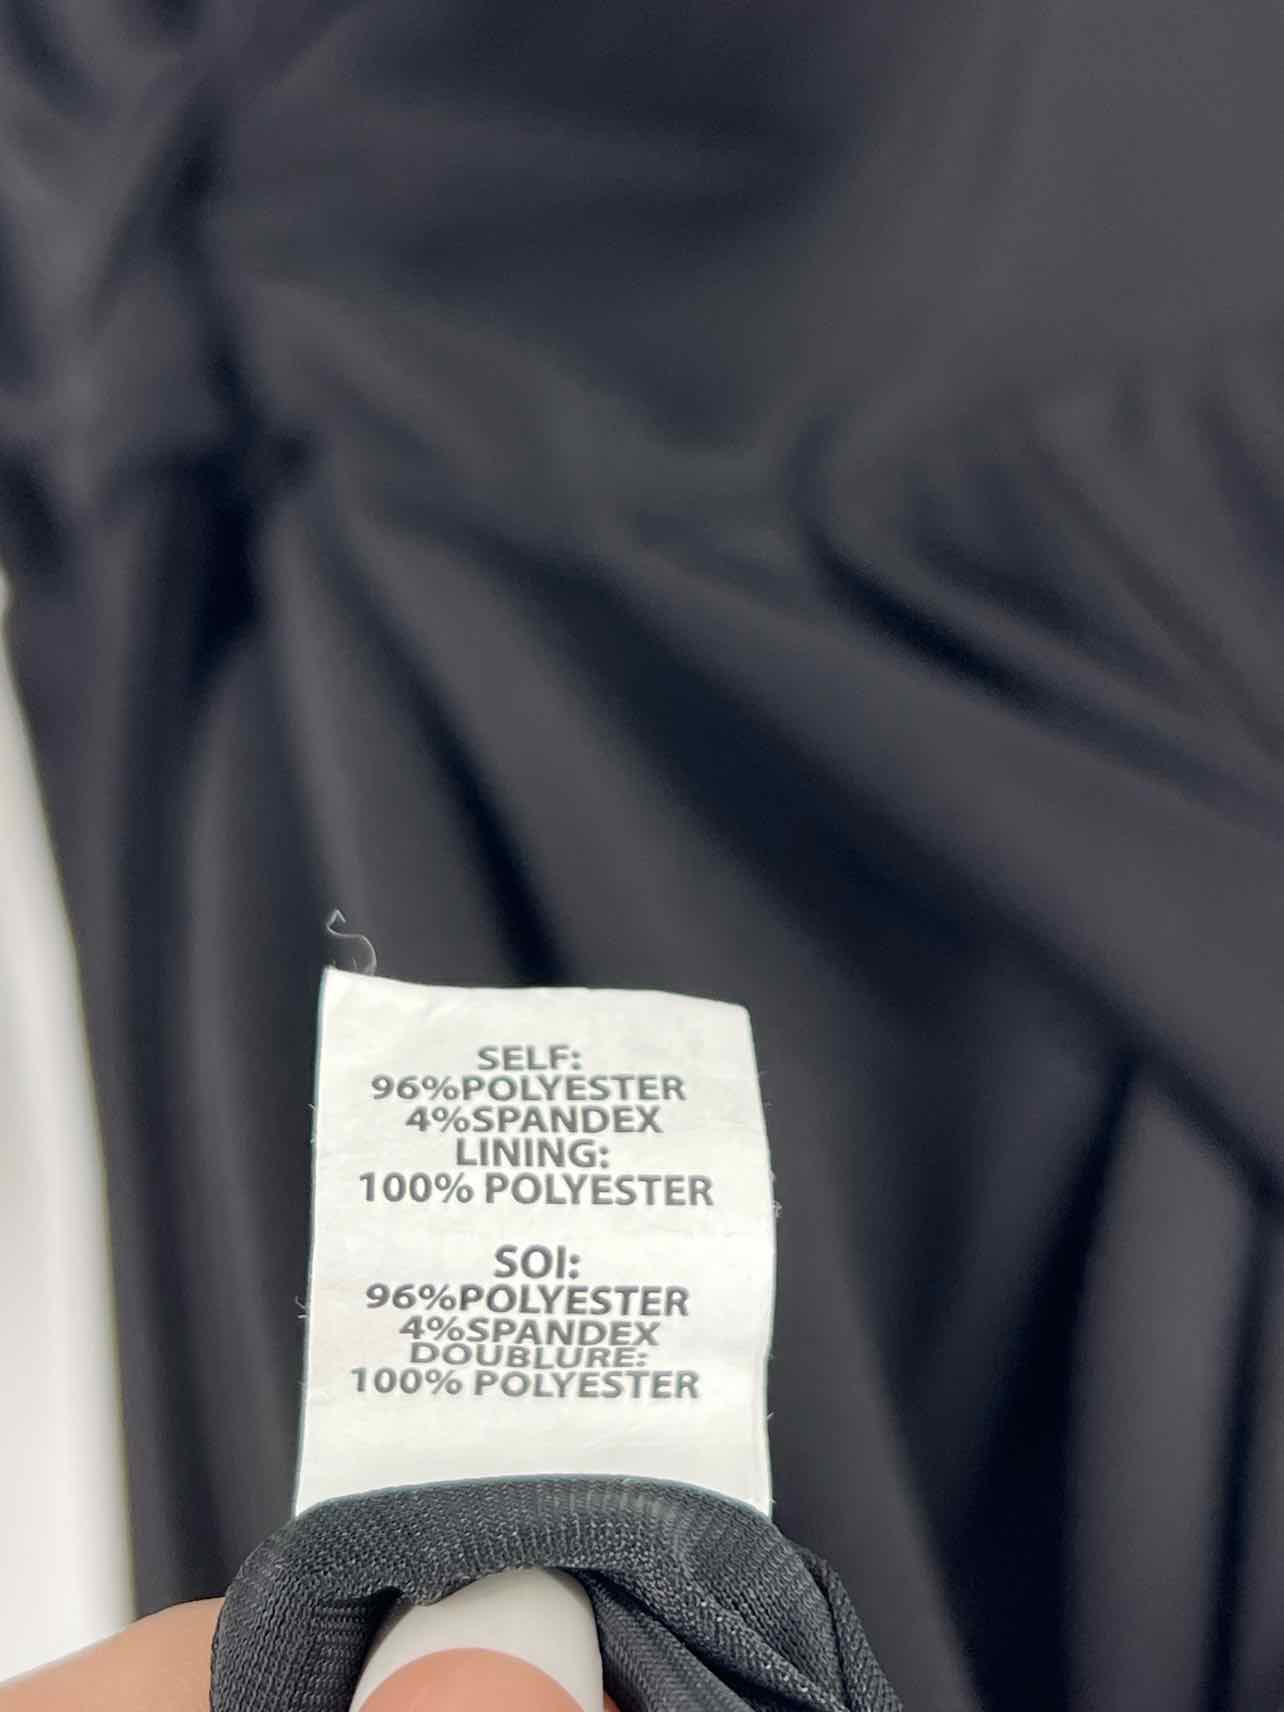 SELF:
96%POLYESTER
4%SPANDEX
LINING:
100% POLYESTER
SOI:
96%POLYESTER
4%SPANDEX
DOUBLURE:
100% POLYESTER